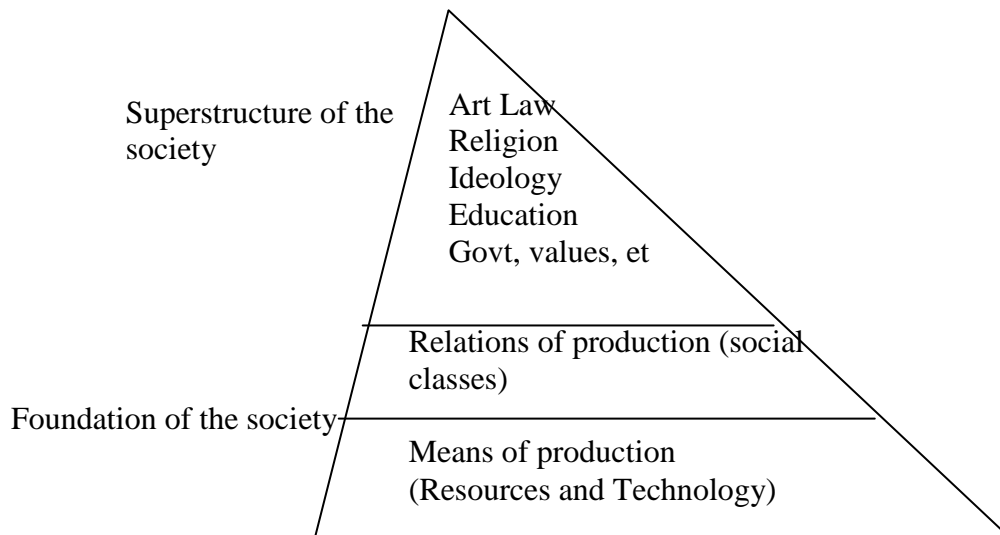 Superstructure of the
society
Art Law
Religion
Ideology
Education
Govt, values, et
Relations of production (social
classes)
Foundation of the society
Means of production
(Resources and Technology)